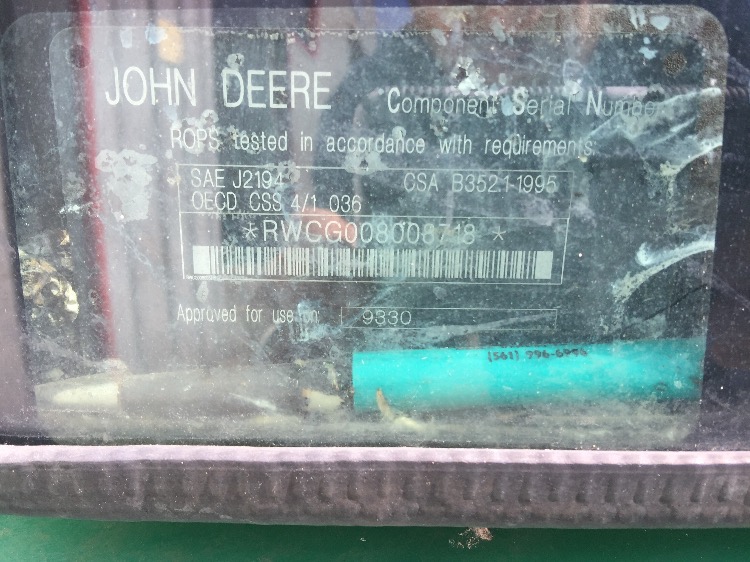 JOHN DEERE Component Serial Number
ROPS tested in accordance with requirements:
SAE J2194 CSA B352.1-1995
OECD CSS 4/1 036
*RWCG008008718 *
Approved for use on: 9330
(561) 996-6996